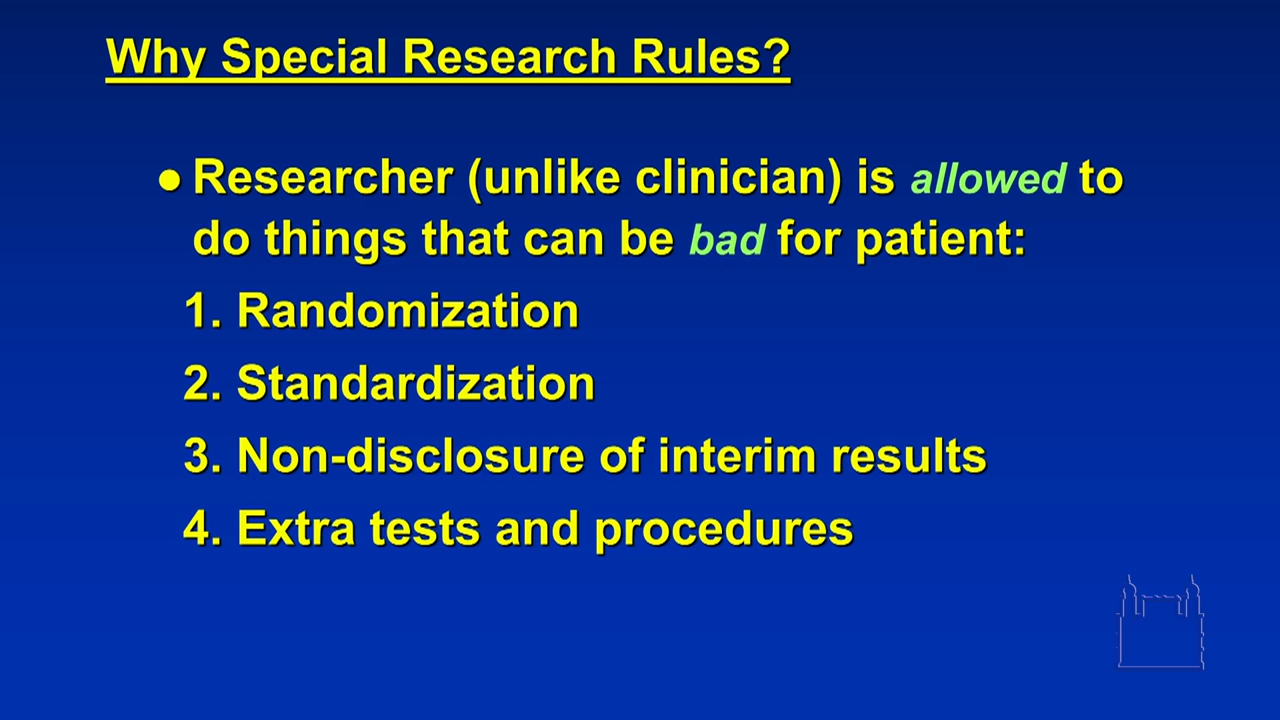 Why Special Research Rules?
● Researcher (unlike clinician) is allowed to
do things that can be bad for patient:
1. Randomization
2. Standardization
3. Non-disclosure of interim results
4. Extra tests and procedures